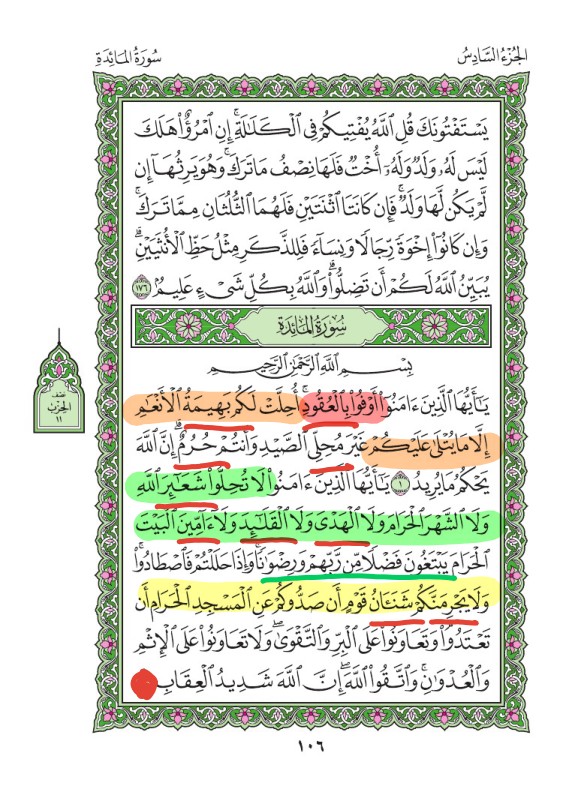 الجزء السادس
سورة المائدة
يَسْتَفْتُونَكَ قُلِ ٱللَّهُ يُفْتِيكُمْ فِى ٱلْكَلَـٰلَةِ ۚ إِنِ ٱمْرُؤٌا۟ هَلَكَ
لَيْسَ لَهُۥ وَلَدٌ وَلَهُۥٓ أُخْتٌ فَلَهَا نِصْفُ مَا تَرَكَ ۚ وَهُوَ يَرِثُهَآ إِن
لَّمْ يَكُن لَّهَا وَلَدٌ ۚ فَإِن كَانَتَا ٱثْنَتَيْنِ فَلَهُمَا ٱلثُّلُثَانِ مِمَّا تَرَكَ ۚ
وَإِن كَانُوٓا۟ إِخْوَةً رِّجَالًا وَنِسَآءً فَلِلذَّكَرِ مِثْلُ حَظِّ ٱلْأُنثَيَيْنِ ۗ
يُبَيِّنُ ٱللَّهُ لَكُمْ أَن تَضِلُّوا۟ ۗ وَٱللَّهُ بِكُلِّ شَىْءٍ عَلِيمٌۢ ١٧٦
سورة المائدة
بِسْمِ ٱللَّهِ ٱلرَّحْمَـٰنِ ٱلرَّحِيمِ
يَـٰٓأَيُّهَا ٱلَّذِينَ ءَامَنُوٓا۟ أَوْفُوا۟ بِٱلْعُقُودِ ۚ أُحِلَّتْ لَكُم بَهِيمَةُ ٱلْأَنْعَـٰمِ
إِلَّا مَا يُتْلَىٰ عَلَيْكُمْ غَيْرَ مُحِلِّى ٱلصَّيْدِ وَأَنتُمْ حُرُمٌ ۗ إِنَّ ٱللَّهَ
يَحْكُمُ مَا يُرِيدُ ١ يَـٰٓأَيُّهَا ٱلَّذِينَ ءَامَنُوا۟ لَا تُحِلُّوا۟ شَعَـٰٓئِرَ ٱللَّهِ
وَلَا ٱلشَّهْرَ ٱلْحَرَامَ وَلَا ٱلْهَدْىَ وَلَا ٱلْقَلَـٰٓئِدَ وَلَآ ءَآمِّينَ ٱلْبَيْتَ
ٱلْحَرَامَ يَبْتَغُونَ فَضْلًا مِّن رَّبِّهِمْ وَرِضْوَٰنًا ۚ وَإِذَا حَلَلْتُمْ فَٱصْطَادُوا۟ ۚ
وَلَا يَجْرِمَنَّكُمْ شَنَـَٔانُ قَوْمٍ أَن صَدُّوكُمْ عَنِ ٱلْمَسْجِدِ ٱلْحَرَامِ أَن
تَعْتَدُوا۟ ۘ وَتَعَاوَنُوا۟ عَلَى ٱلْبِرِّ وَٱلتَّقْوَىٰ ۖ وَلَا تَعَاوَنُوا۟ عَلَى ٱلْإِثْمِ
وَٱلْعُدْوَٰنِ ۚ وَٱتَّقُوا۟ ٱللَّهَ ۖ إِنَّ ٱللَّهَ شَدِيدُ ٱلْعِقَابِ
نصف
الحزب
١١
١٠٦